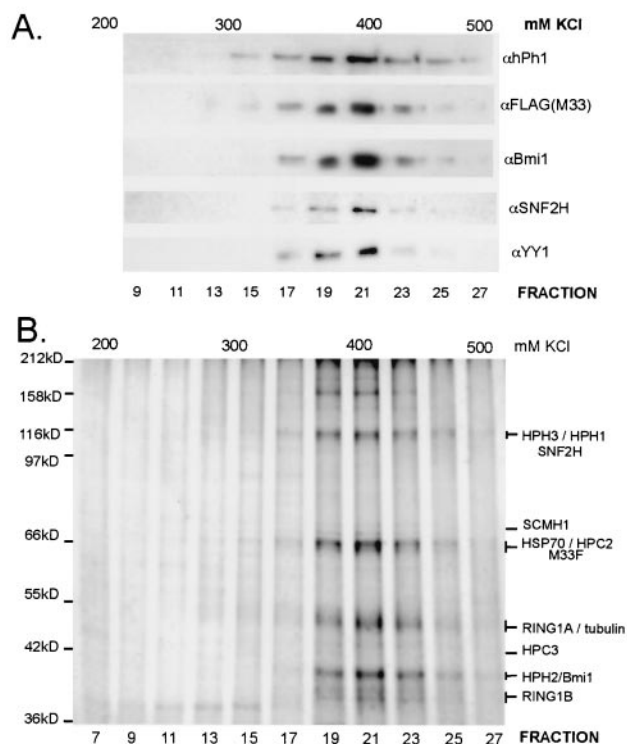 A.
200 300 400 500 mM KCl
αhPh1
αFLAG(M33)
αBmi1
αSNF2H
αYY1
9 11 13 15 17 19 21 23 25 27 FRACTION
B.
200 300 400 500 mM KCl
212kD
158kD
116kD
97kD
66kD
55kD
42kD
36kD
HPH3 / HPH1
SNF2H
SCMH1
HSP70 / HPC2
M33F
RING1A / tubulin
HPC3
HPH2/Bmi1
RING1B
7 9 11 13 15 17 19 21 23 25 27 FRACTION